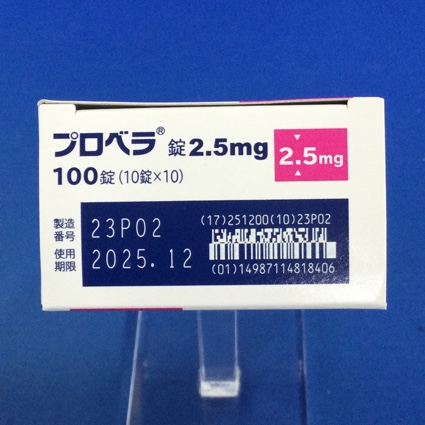 プロベラ® 錠2.5mg
2.5mg
100錠(10錠×10)
製造番号 23P02
使用期限 2025.12
(17)251200(10)23P02
(01)14987114818406